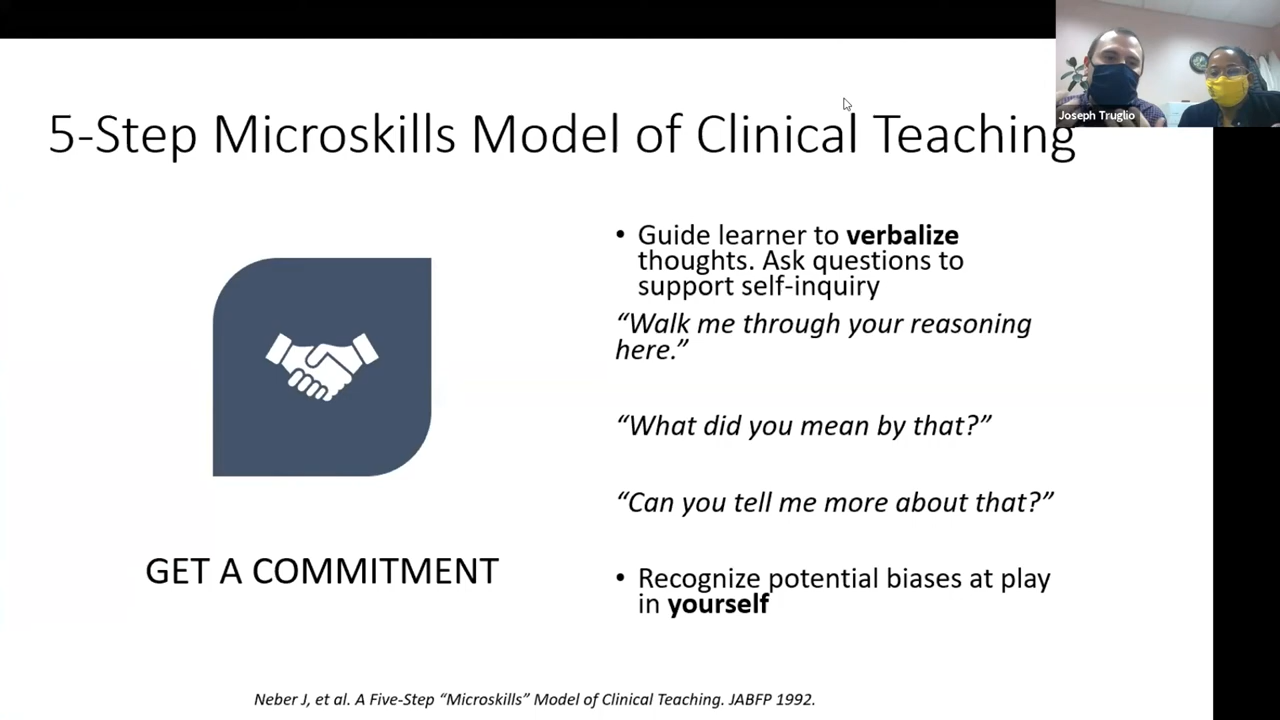 Joseph Truglio
5-Step Microskills Model of Clinical Teaching
• Guide learner to verbalize
thoughts. Ask questions to
support self-inquiry
“Walk me through your reasoning
here.”
“What did you mean by that?”
“Can you tell me more about that?”
• Recognize potential biases at play
in yourself
GET A COMMITMENT
Neber J, et al. A Five-Step “Microskills” Model of Clinical Teaching. JABFP 1992.